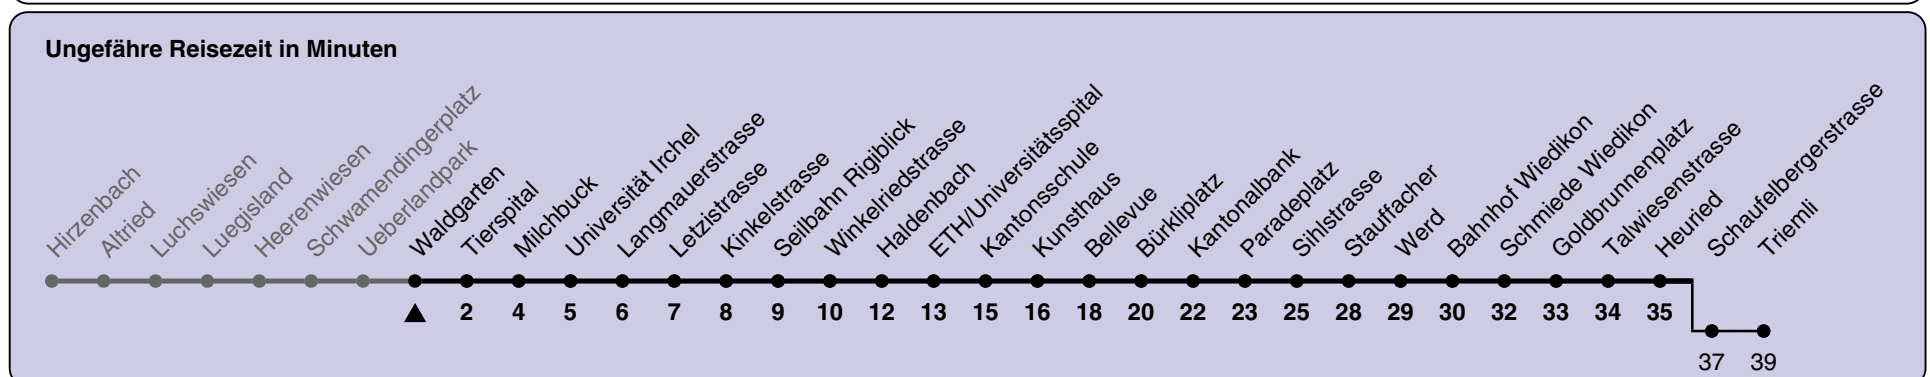 Ungefähre Reisezeit in Minuten
Hirzenbach
Altried
Luchswiesen
Luegisland
Heerenwiesen
Schwamendingerplatz
Ueberlandpark
Waldgarten
Tierspital
Milchbuck
Universität Irchel
Langmauerstrasse
Letzistrasse
Kinkelstrasse
Seilbahn Rigiblick
Winkelriedstrasse
Haldenbach
ETH/Universitätsspital
Kantonsschule
Kunsthaus
Bellevue
Bürkliplatz
Kantonalbank
Paradeplatz
Sihlstrasse
Stauffacher
Werd
Bahnhof Wiedikon
Schmiede Wiedikon
Goldbrunnenplatz
Talwiesenstrasse
Heuried
Schaufelbergerstrasse
Triemli
2 4 5 6 7 8 9 10 12 13 15 16 18 20 22 23 25 28 29 30 32 33 34 35
37 39